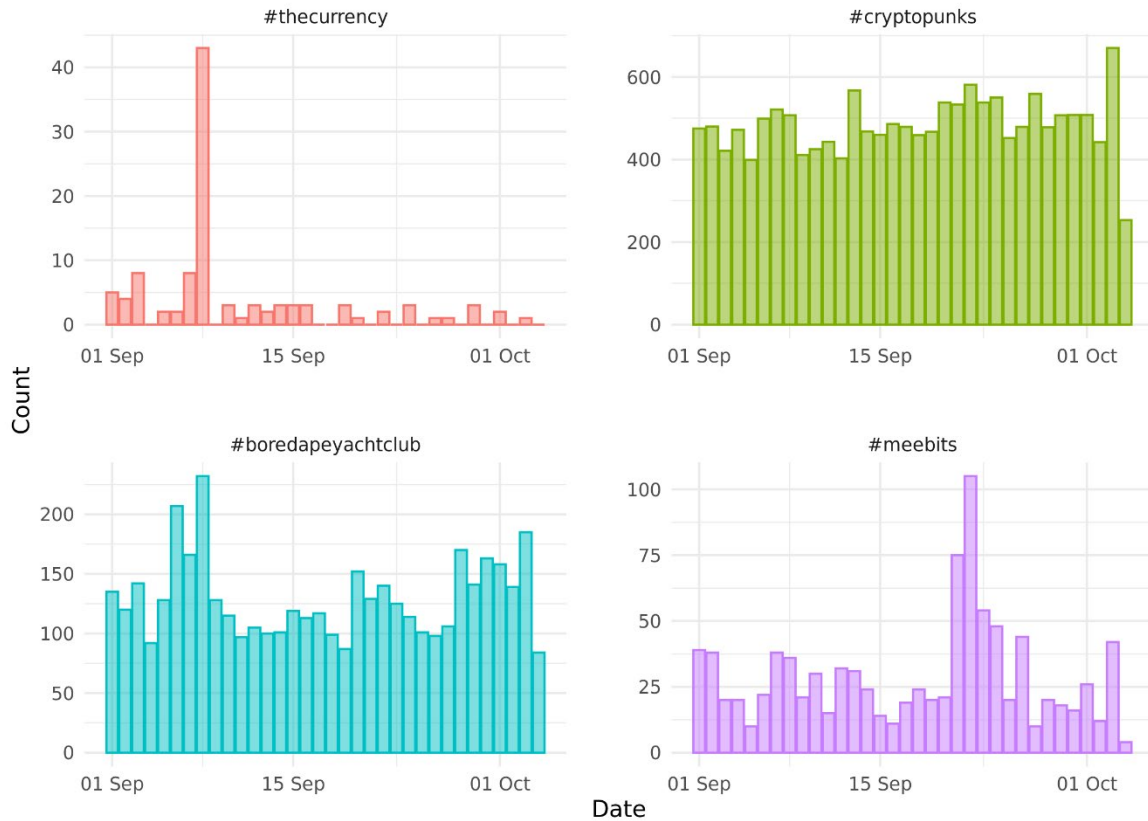 #thecurrency
#cryptopunks
40
30
20
10
0
01 Sep
15 Sep
01 Oct
600
400
200
0
01 Sep
15 Sep
01 Oct
Count
#boredapeyachtclub
#meebits
200
150
100
50
0
01 Sep
15 Sep
01 Oct
100
75
50
25
0
01 Sep
15 Sep
01 Oct
Date